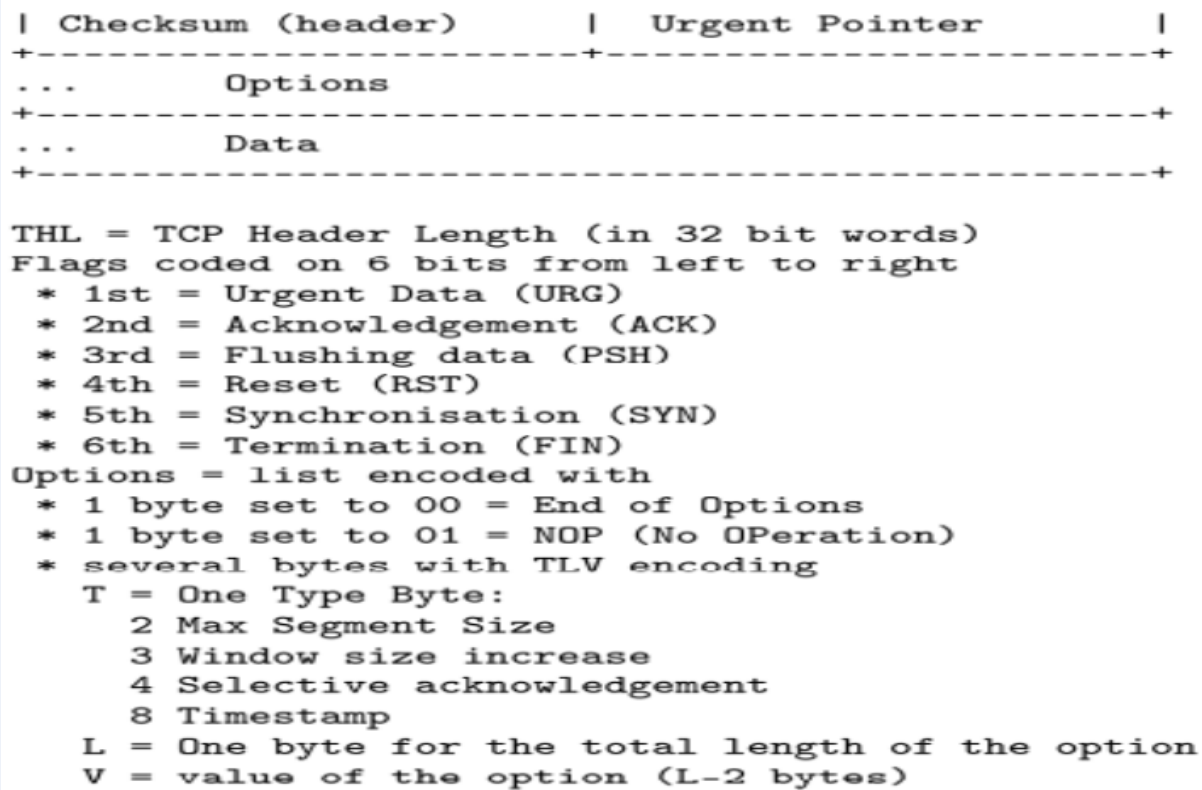 | Checksum (header)        |   Urgent Pointer         |
+-----------------------+-----------------------+
...         Options
+-----------------------------------------------+
...         Data
+-----------------------------------------------+
THL = TCP Header Length (in 32 bit words)
Flags coded on 6 bits from left to right
* 1st = Urgent Data (URG)
* 2nd = Acknowledgement (ACK)
* 3rd = Flushing data (PSH)
* 4th = Reset (RST)
* 5th = Synchronisation (SYN)
* 6th = Termination (FIN)
Options = list encoded with
* 1 byte set to 00 = End of Options
* 1 byte set to 01 = NOP (No OPeration)
* several bytes with TLV encoding
T = One Type Byte:
2 Max Segment Size
3 Window size increase
4 Selective acknowledgement
8 Timestamp
L = One byte for the total length of the option
V = value of the option (L-2 bytes)